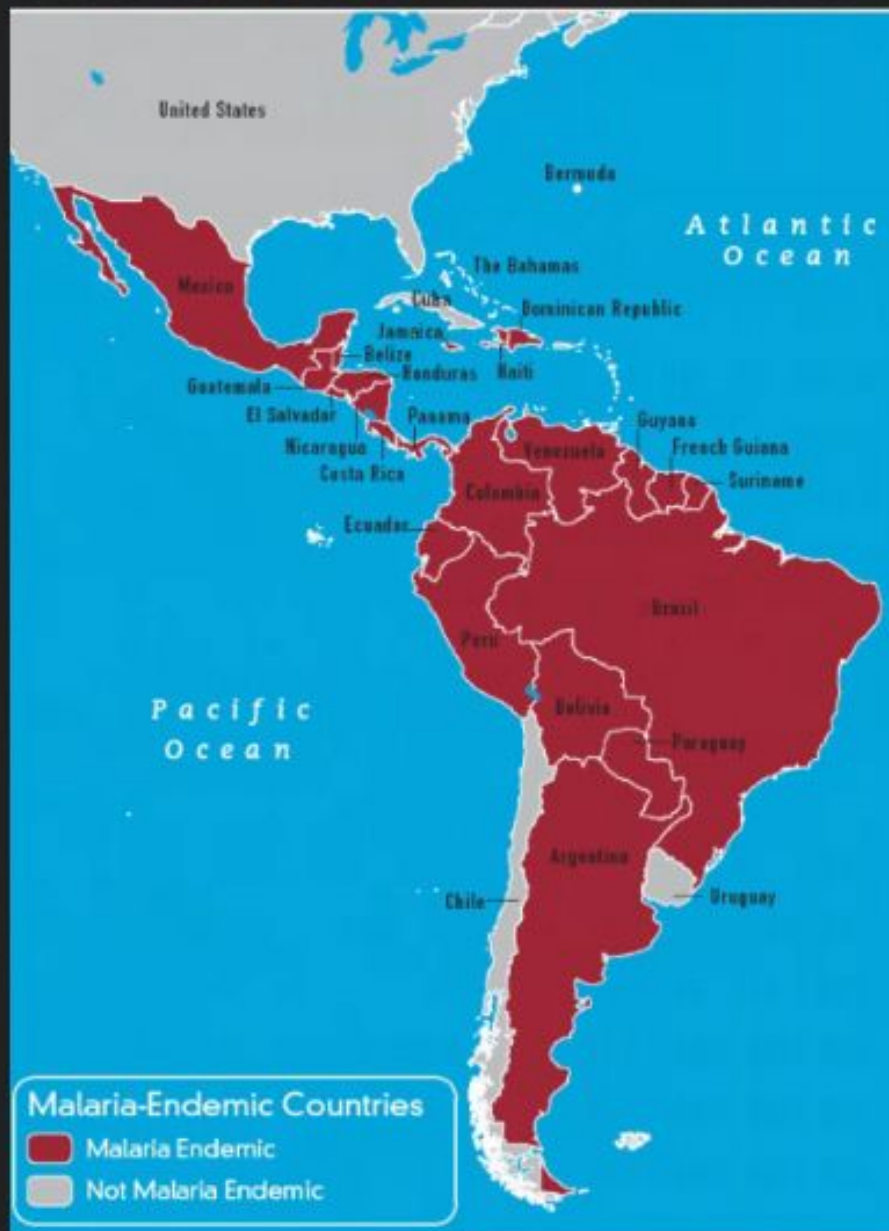 United States
Bermuda
Atlantic
Ocean
The Bahamas
Mexico
Cuba
Dominican Republic
Jamaica
Belize
Haiti
Honduras
Guatemala
El Salvador
Panama
Nicaragua
Costa Rica
Guyana
Venezuela
French Guiana
Suriname
Colombia
Ecuador
Brasil
Perú
Pacific
Ocean
Bolivia
Paraguay
Argentina
Chile
Uruguay
Malaria-Endemic Countries
Malaria Endemic
Not Malaria Endemic